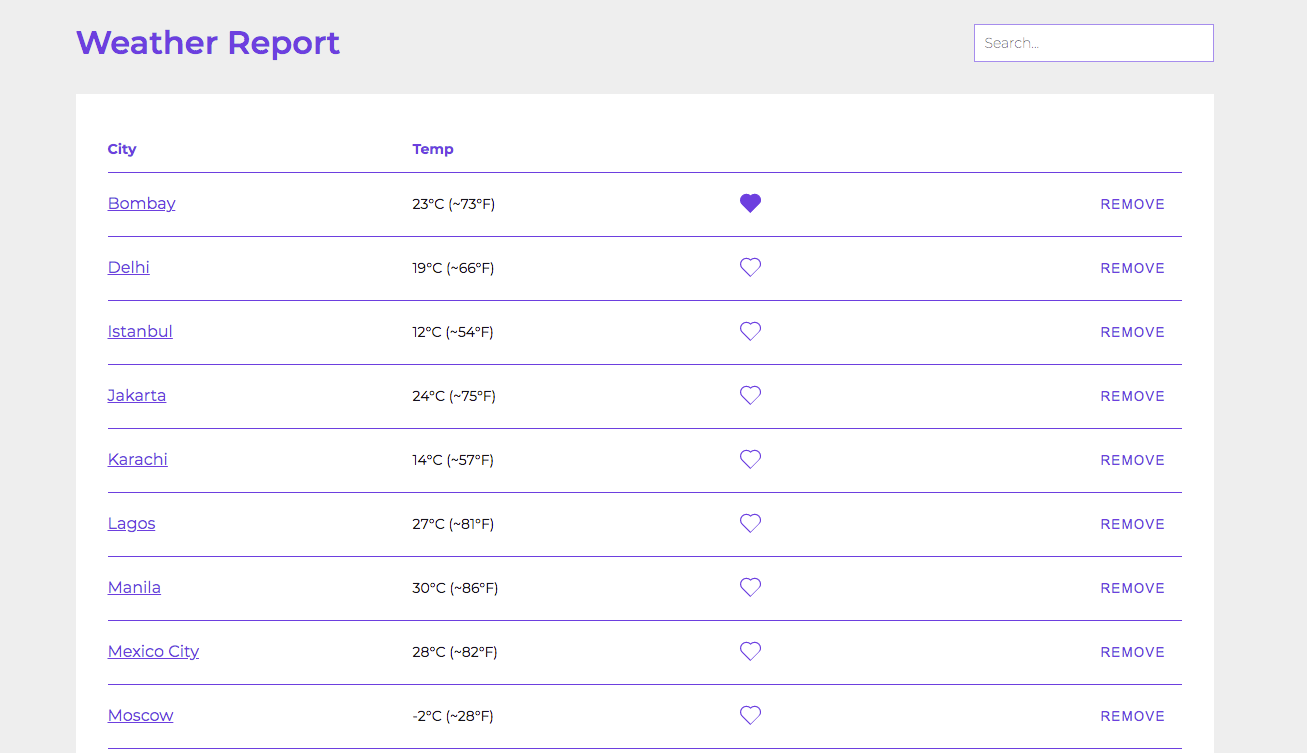 Weather Report
Search...
City Temp
Bombay 23°C (~73°F) REMOVE
Delhi 19°C (~66°F) REMOVE
Istanbul 12°C (~54°F) REMOVE
Jakarta 24°C (~75°F) REMOVE
Karachi 14°C (~57°F) REMOVE
Lagos 27°C (~81°F) REMOVE
Manila 30°C (~86°F) REMOVE
Mexico City 28°C (~82°F) REMOVE
Moscow -2°C (~28°F) REMOVE